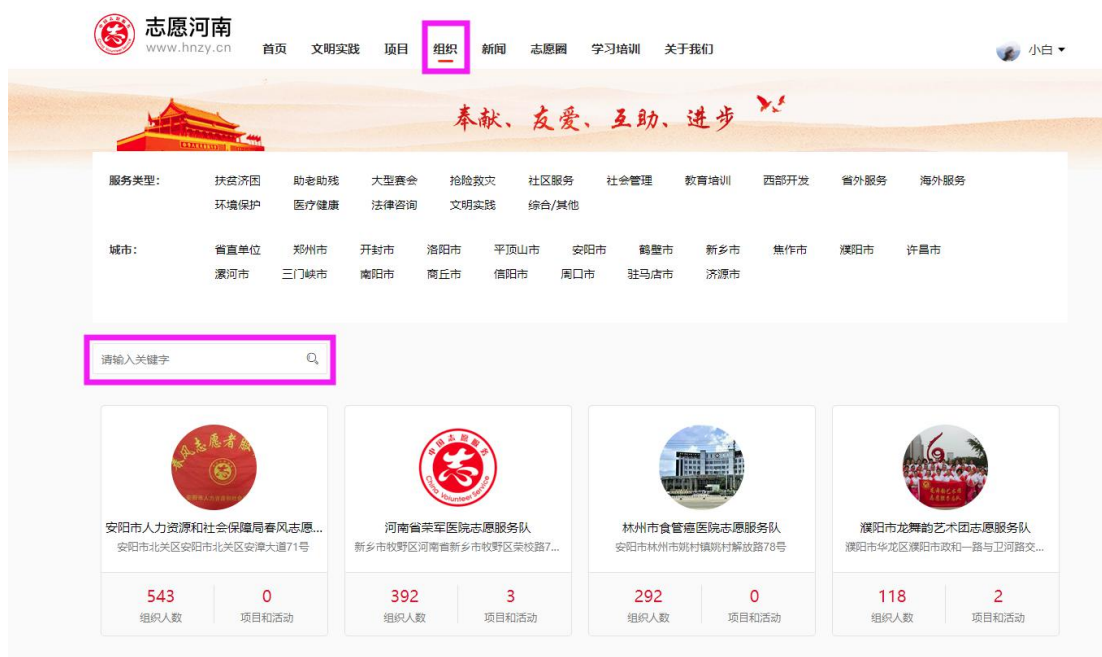 志愿河南
www.hnzy.cn
首页 文明实践 项目 组织 新闻 志愿圈 学习培训 关于我们
小白
奉献、友爱、互助、进步
服务类型： 扶贫济困 助老助残 大型赛会 抢险救灾 社区服务 社会管理 教育培训 西部开发 省外服务 海外服务
环境保护 医疗健康 法律咨询 文明实践 综合/其他
城市： 省直单位 郑州市 开封市 洛阳市 平顶山市 安阳市 鹤壁市 新乡市 焦作市 濮阳市 许昌市
漯河市 三门峡市 南阳市 商丘市 信阳市 周口市 驻马店市 济源市
请输入关键字
春风志愿者服
中国志愿服务
China Volunteer Service
安阳市人力资源和社会保障局春风志愿...
安阳市北关区安阳市北关区安漳大道71号
543 0
组织人数 项目和活动
河南省荣军医院志愿服务队
新乡市牧野区河南省新乡市牧野区荣校路7...
392 3
组织人数 项目和活动
林州市食管癌医院志愿服务队
安阳市林州市姚村镇姚村解放路78号
292 0
组织人数 项目和活动
濮阳市龙舞韵艺术团志愿服务队
濮阳市华龙区濮阳市政和一路与卫河路交...
118 2
组织人数 项目和活动